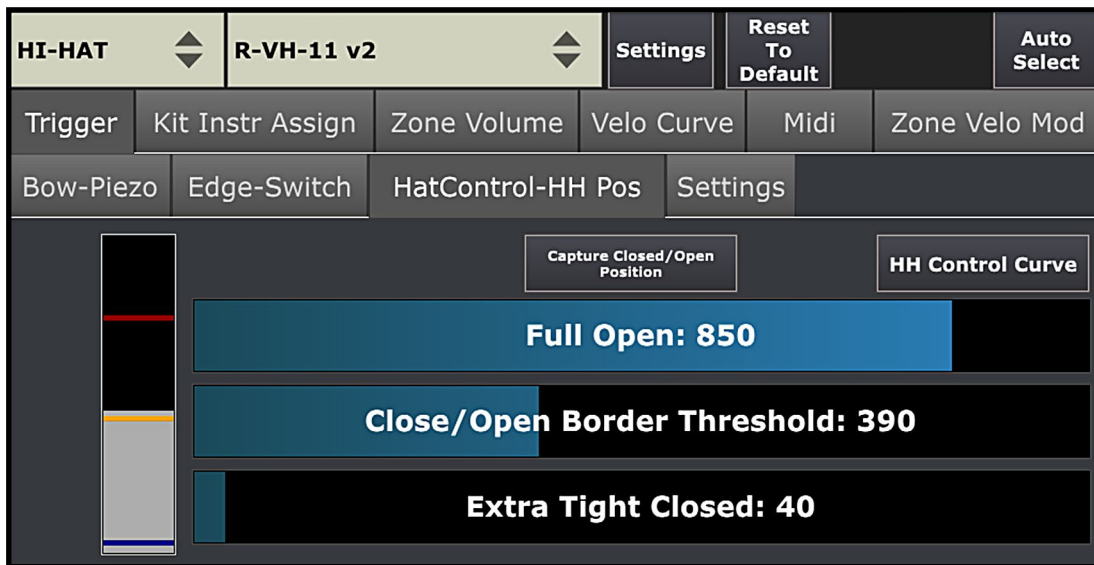 HI-HAT
R-VH-11 v2
Settings
Reset
To
Default
Auto
Select
Trigger
Kit Instr Assign
Zone Volume
Velo Curve
Midi
Zone Velo Mod
Bow-Piezo
Edge-Switch
HatControl-HH Pos
Settings
Capture Closed/Open
Position
HH Control Curve
Full Open: 850
Close/Open Border Threshold: 390
Extra Tight Closed: 40